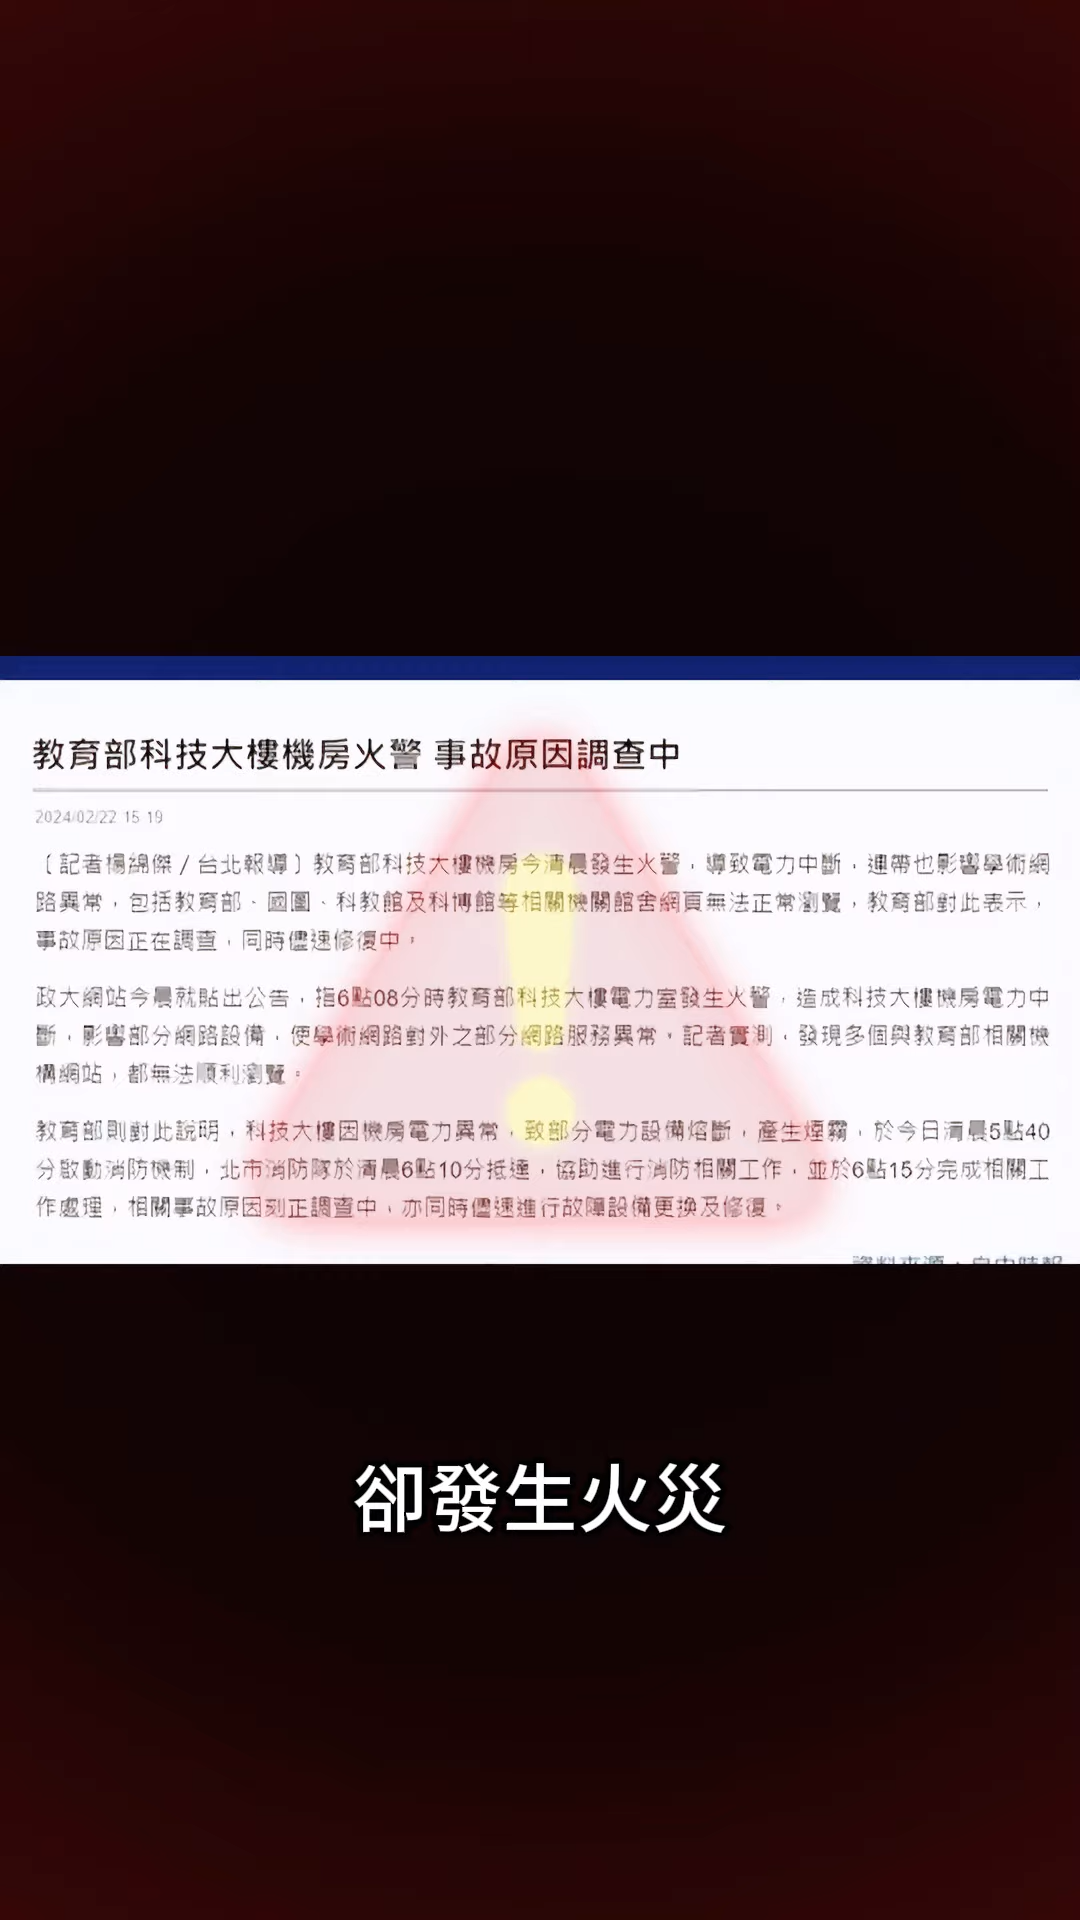 教育部科技大樓機房火警 事故原因調查中
2024/02/22 15:19
〔記者楊綿傑/台北報導〕教育部科技大樓機房今清晨發生火警,導致電力中斷,連帶也影響學術網
路異常,包括教育部、國圖、科教館及科博館等相關機關館舍網頁無法正常瀏覽,教育部對此表示,
事故原因正在調查,同時儘速修復中。
政大網站今晨就貼出公告,指6點08分時教育部科技大樓電力室發生火警,造成科技大樓機房電力中
斷,影響部分網路設備,使學術網路對外之部分網路服務異常。記者實測,發現多個與教育部相關機
構網站,都無法順利瀏覽。
教育部則對此說明,科技大樓因機房電力異常,致部分電力設備熔斷,產生煙霧,於今日清晨5點40
分啟動消防機制,北市消防隊於清晨6點10分抵達,協助進行消防相關工作,並於6點15分完成相關工
作處理,相關事故原因刻正調查中,亦同時儘速進行故障設備更換及修復。
資料來源:自由時報
卻發生火災